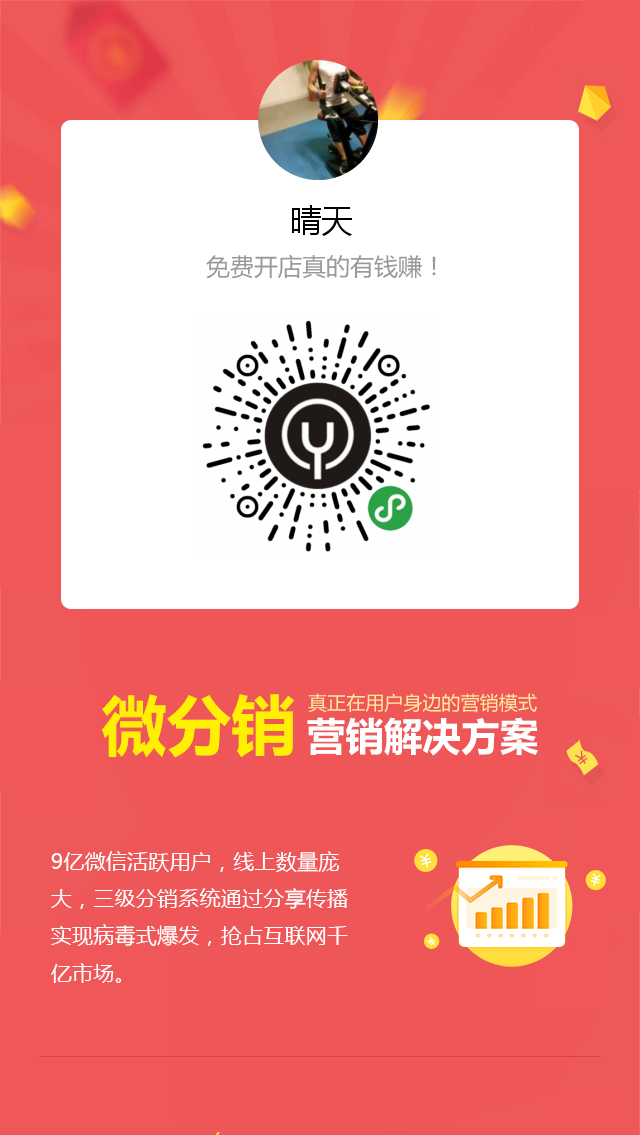 晴天
免费开店真的有钱赚！
微分销
真正在用户身边的营销模式
营销解决方案
9亿微信活跃用户，线上数量庞
大，三级分销系统通过分享传播
实现病毒式爆发，抢占互联网千
亿市场。